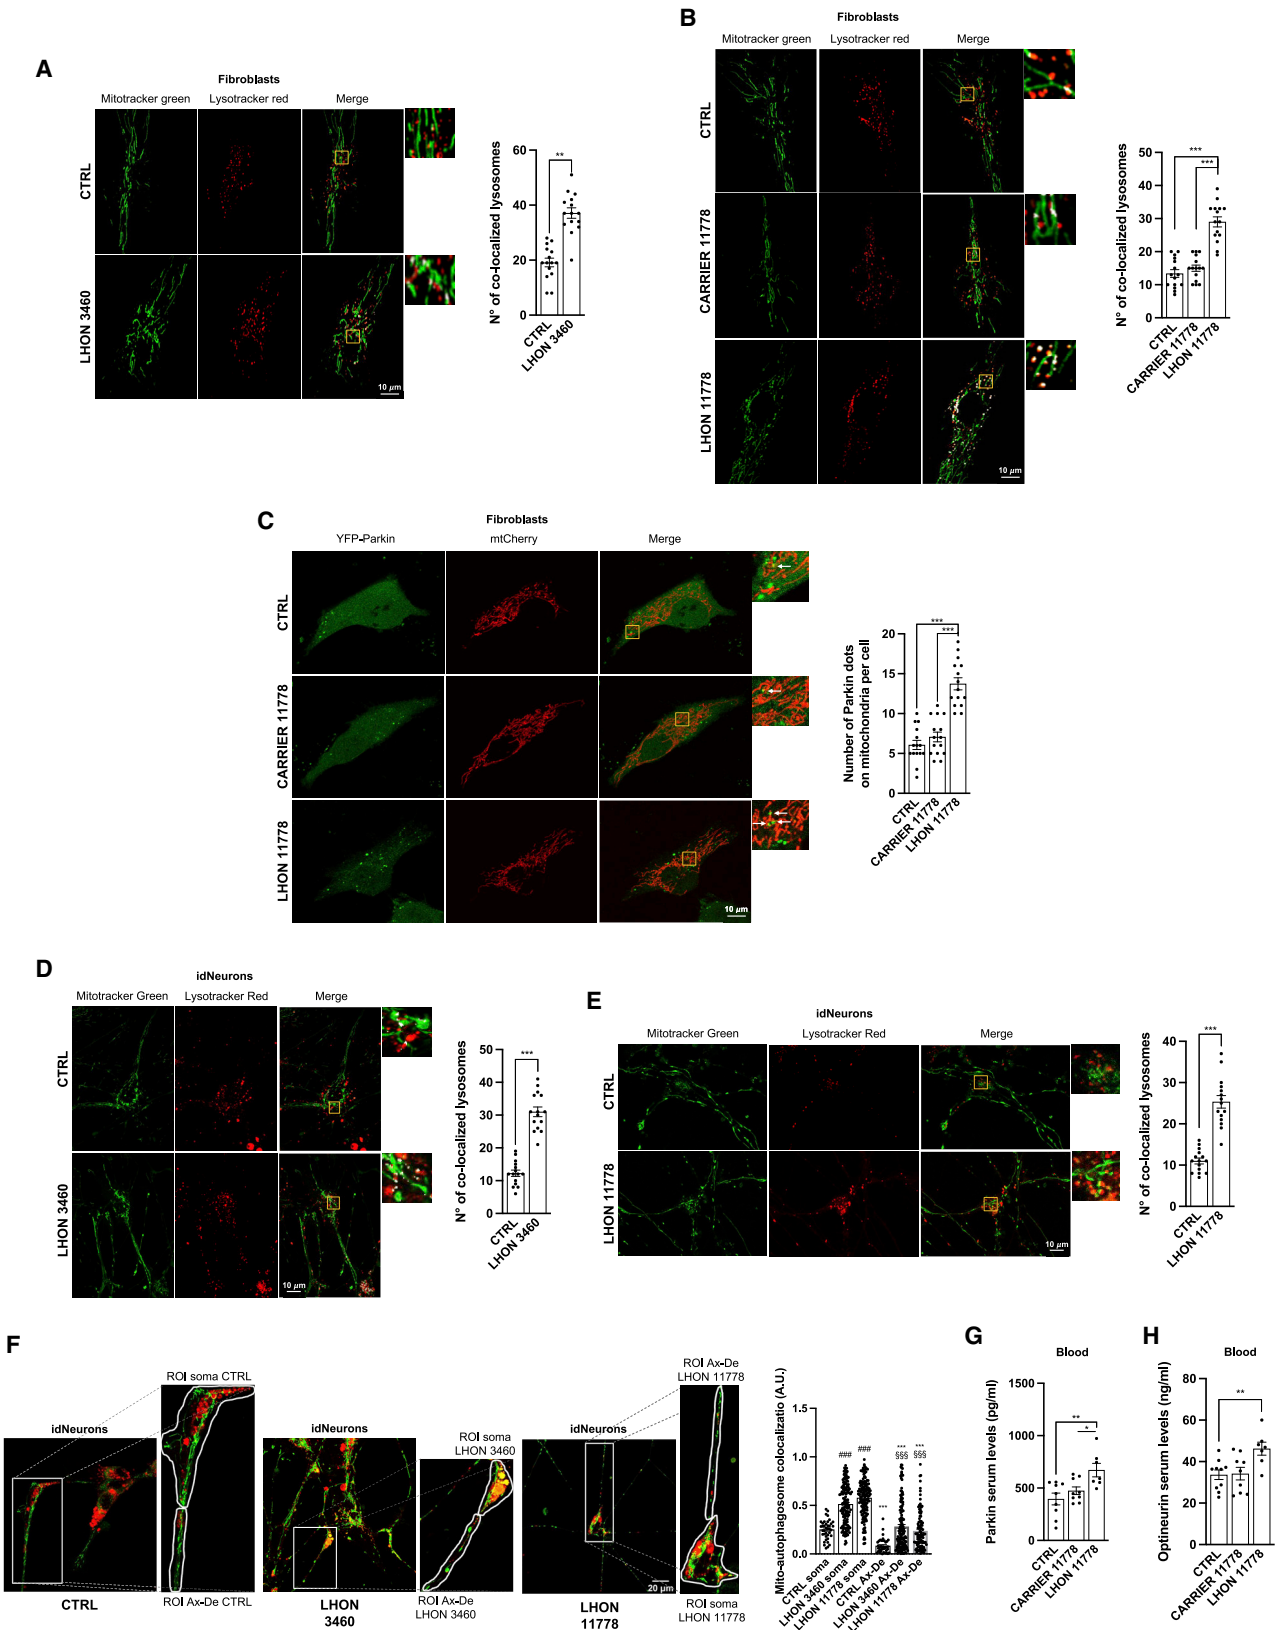 A
Fibroblasts
Mitotracker green
Lysotracker red
Merge
CTRL
LHON 3460
10 µm
N° of co-localized lysosomes
60
40
20
0
**
CTRL
LHON 3460
B
Fibroblasts
Mitotracker green
Lysotracker red
Merge
CTRL
CARRIER 11778
LHON 11778
10 µm
N° of co-localized lysosomes
50
40
30
20
10
0
***
***
CTRL
CARRIER 11778
LHON 11778
C
Fibroblasts
YFP-Parkin
mtCherry
Merge
CTRL
CARRIER 11778
LHON 11778
10 µm
Number of Parkin dots
on mitochondria per cell
20
15
10
5
0
***
***
CTRL
CARRIER 11778
LHON 11778
D
idNeurons
Mitotracker Green
Lysotracker Red
Merge
CTRL
LHON 3460
10 µm
N° of co-localized lysosomes
50
40
30
20
10
0
***
CTRL
LHON 3460
E
idNeurons
Mitotracker Green
Lysotracker Red
Merge
CTRL
LHON 11778
10 µm
N° of co-localized lysosomes
40
30
20
10
0
***
CTRL
LHON 11778
F
ROI soma CTRL
idNeurons
ROI Ax-De CTRL
CTRL
idNeurons
ROI soma
LHON 3460
ROI Ax-De
LHON 3460
LHON
3460
ROI Ax-De
LHON 11778
idNeurons
20 µm
ROI soma
LHON 11778
LHON
11778
Mito-autophagosome colocalizatio (A.U.)
1.5
1.0
0.5
0.0
###
###
***
***
§§§
***
§§§
CTRL soma
LHON 3460 soma
LHON 11778 soma
CTRL Ax-De
LHON 3460 Ax-De
LHON 11778 Ax-De
G
Blood
Parkin serum levels (pg/ml)
1500
1000
500
0
**
*
CTRL
CARRIER 11778
LHON 11778
H
Blood
Optineurin serum levels (ng/ml)
60
40
20
0
80
**
CTRL
CARRIER 11778
LHON 11778